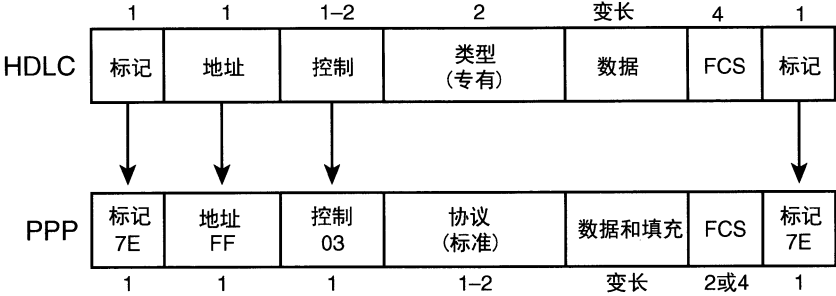 1 1 1–2 2 变长 4 1
HDLC 标记 地址 控制 类型 数据 FCS 标记
(专有)
标记 地址 控制 协议 标记
PPP 数据和填充 FCS
7E FF 03 (标准) 7E
1 1 1 1–2 变长 2或4 1